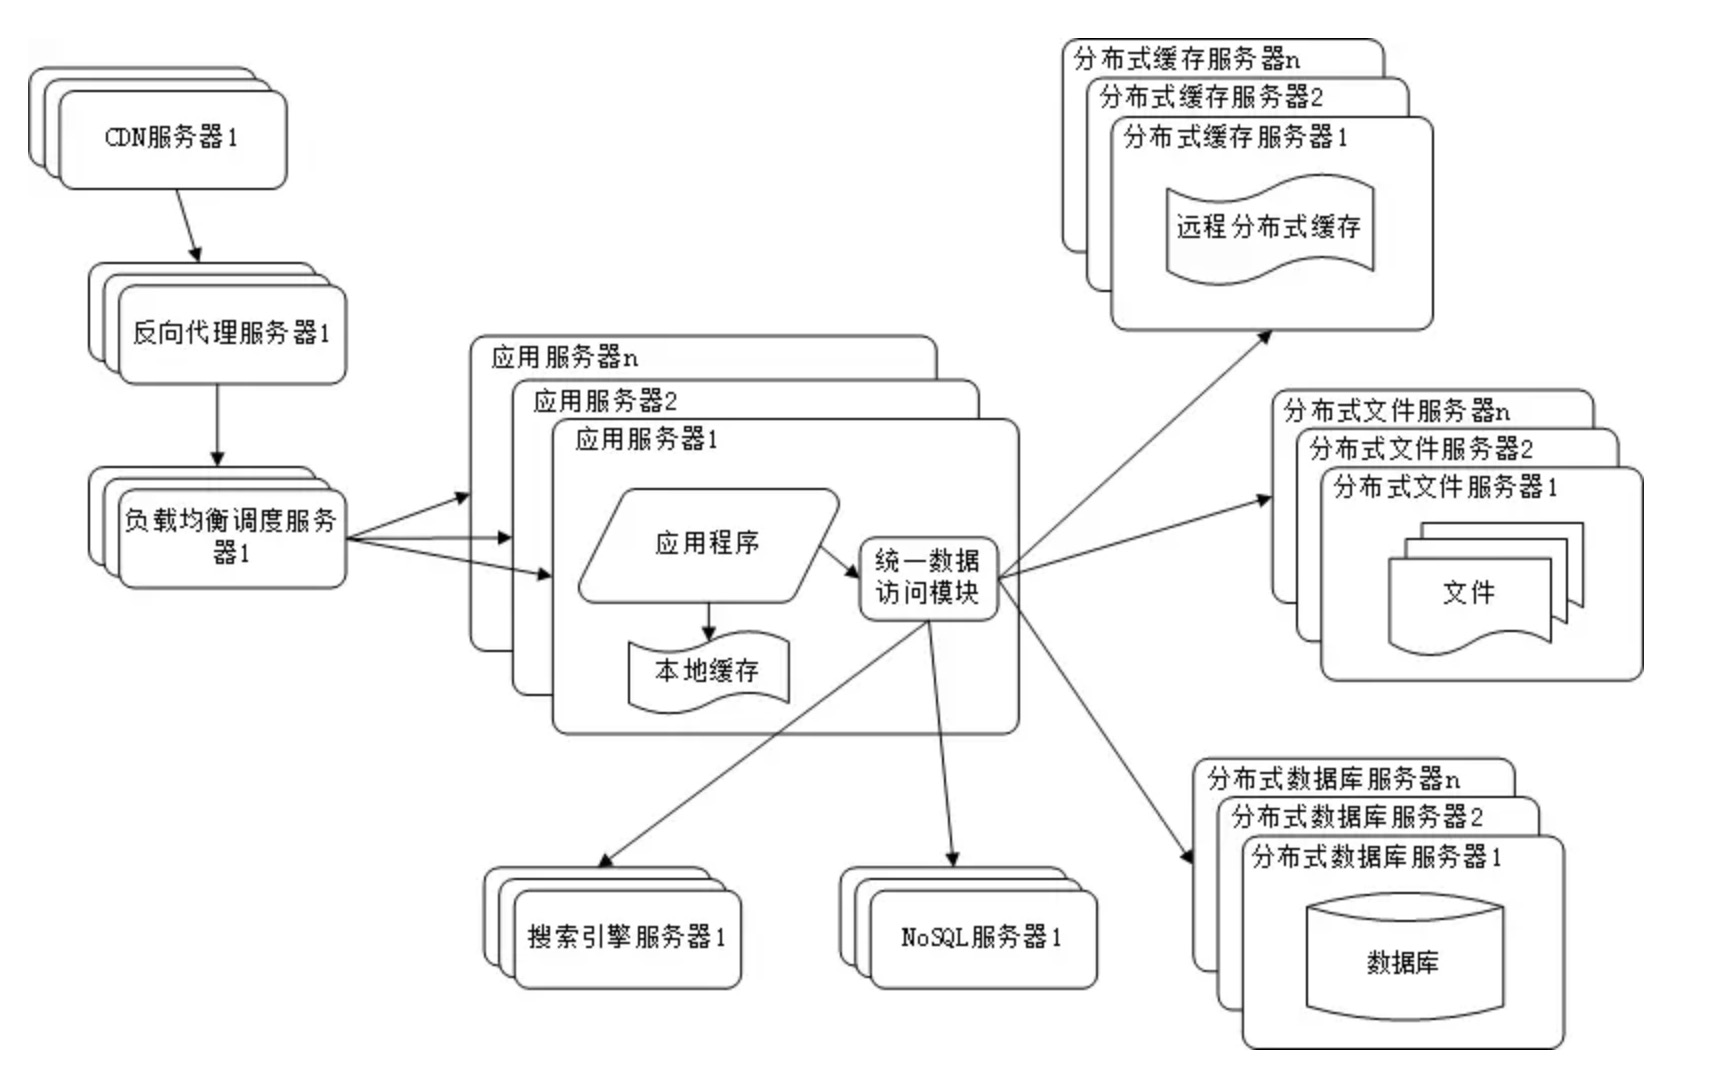 CDN服务器1
反向代理服务器1
负载均衡调度服务
器1
应用服务器n
应用服务器2
应用服务器1
应用程序
本地缓存
统一数据
访问模块
分布式缓存服务器n
分布式缓存服务器2
分布式缓存服务器1
远程分布式缓存
分布式文件服务器n
分布式文件服务器2
分布式文件服务器1
文件
分布式数据库服务器n
分布式数据库服务器2
分布式数据库服务器1
数据库
搜索引擎服务器1
NoSQL服务器1